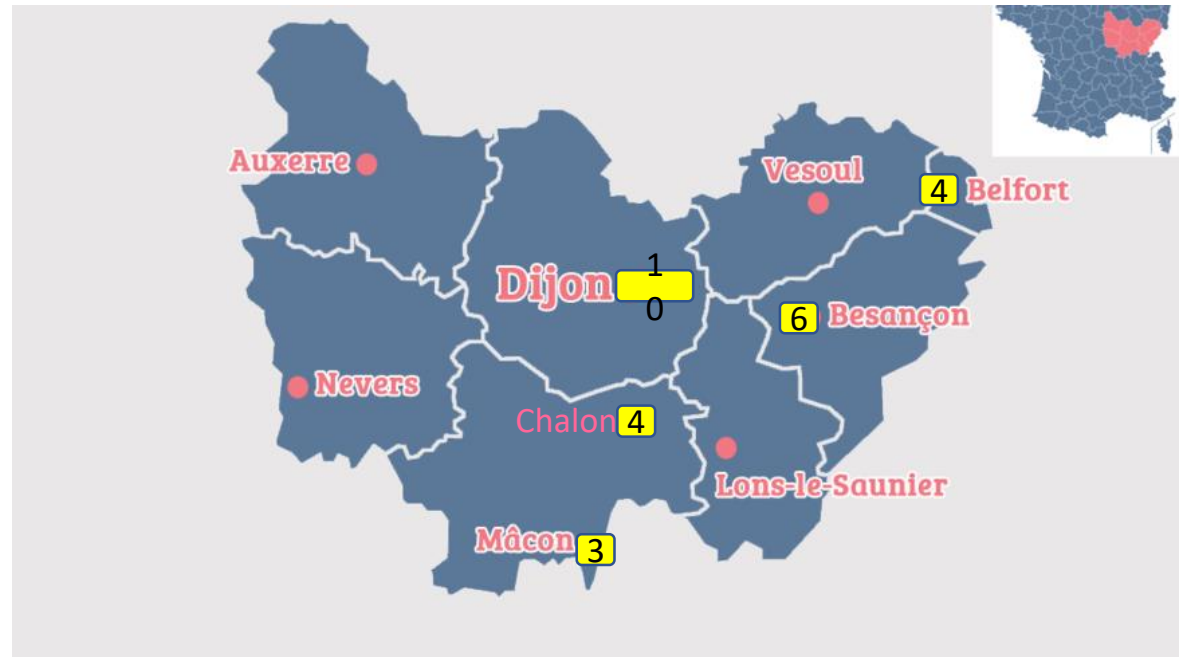 Auxerre
Vesoul
4 Belfort
Dijon 1
0
6 Besançon
Nevers
Chalon 4
Lons-le-Saunier
Mâcon 3